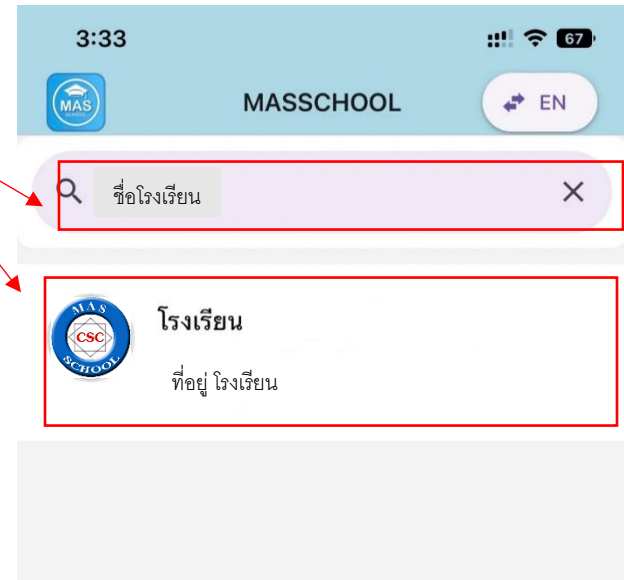 3:33
67
MAS
SCHOOL
MASSCHOOL
EN
ชื่อโรงเรียน
MAS
CSC
SCHOOL
โรงเรียน
ที่อยู่ โรงเรียน